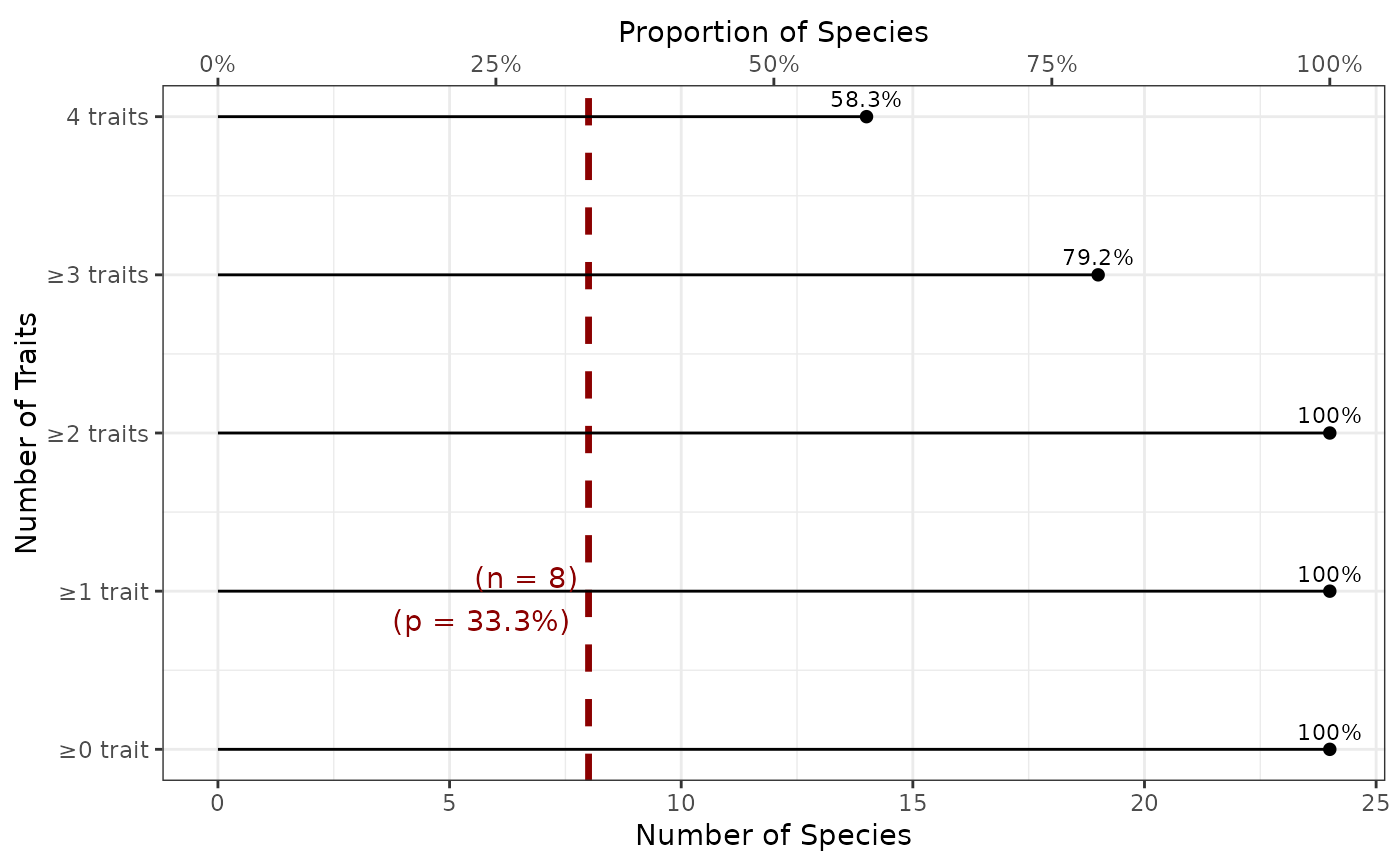 Proportion of Species
0% 25% 50% 75% 100%
Number of Traits
4 traits
58.3%
≥3 traits
79.2%
≥2 traits
100%
(n = 8)
≥1 trait
100%
(p = 33.3%)
≥0 trait
100%
0 5 10 15 20 25
Number of Species